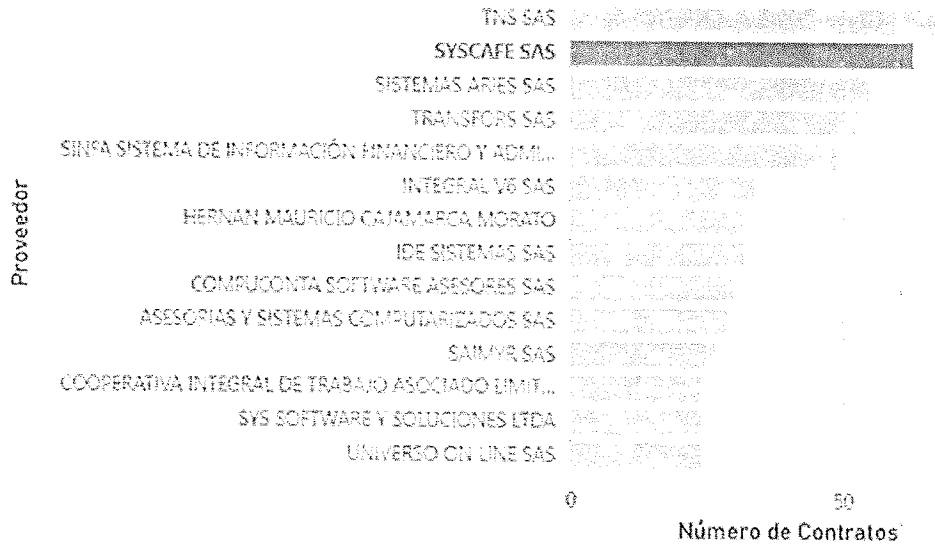 TNS SAS
SYSCAFE SAS
SISTEMAS ARIES SAS
TRANSFORS SAS
SINFA SISTEMA DE INFORMACIÓN FINANCIERO Y ADMI...
INTEGRAL V6 SAS
HERNAN MAURICIO CAJAMARCA MORATO
IDE SISTEMAS SAS
COMPUCONTA SOFTWARE ASESORES SAS
ASESORIAS Y SISTEMAS COMPUTARIZADOS SAS
SAIMYR SAS
COOPERATIVA INTEGRAL DE TRABAJO ASOCIADO LIMIT...
SYS SOFTWARE Y SOLUCIONES LTDA
UNIVERSO ON LINE SAS
Proveedor
0 50
Número de Contratos